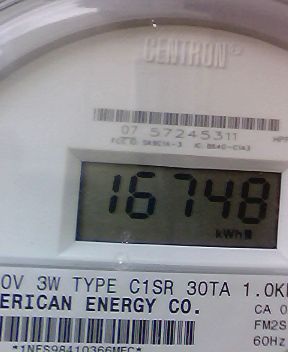 CENTRON®
07 57245311
16748
kWh
0V 3W TYPE C1SR 30TA 1.0K
ERICAN ENERGY CO.
CA 0
FM2S
60Hz
*1NFS98410366MEC*